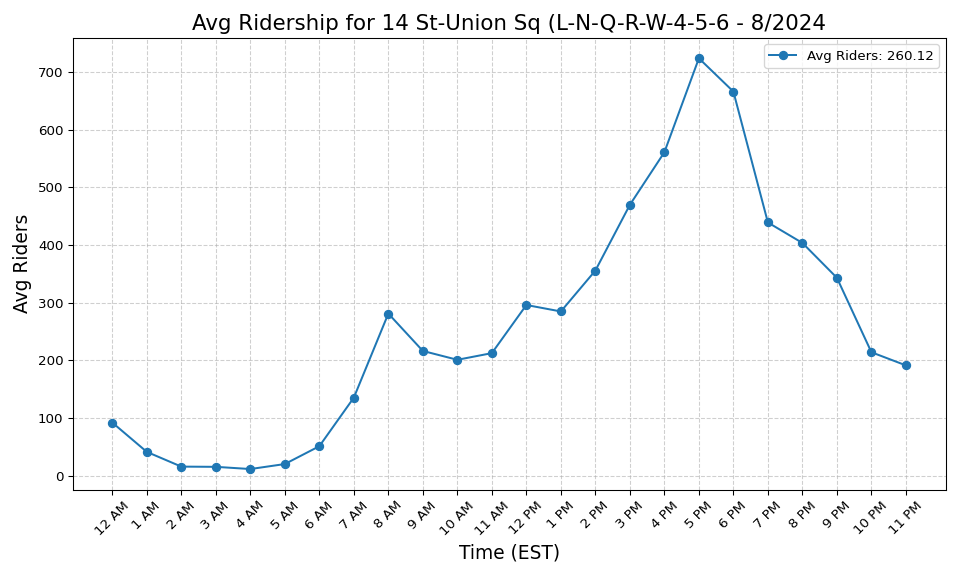 Avg Ridership for 14 St-Union Sq (L-N-Q-R-W-4-5-6 - 8/2024
Avg Riders: 260.12
Avg Riders
700
600
500
400
300
200
100
0
12 AM
1 AM
2 AM
3 AM
4 AM
5 AM
6 AM
7 AM
8 AM
9 AM
10 AM
11 AM
12 PM
1 PM
2 PM
3 PM
4 PM
5 PM
6 PM
7 PM
8 PM
9 PM
10 PM
11 PM
Time (EST)